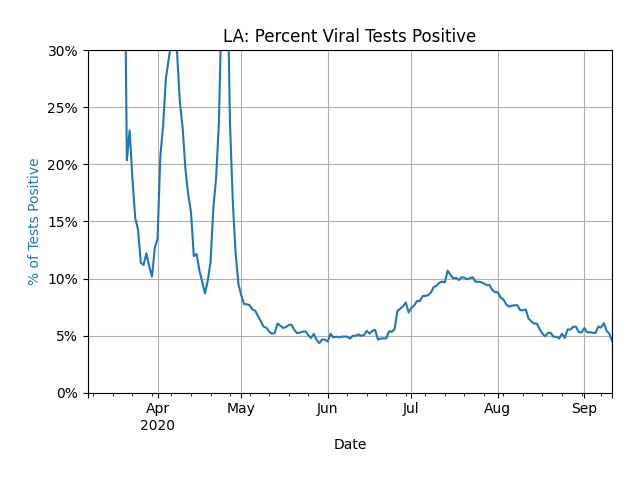 LA: Percent Viral Tests Positive
% of Tests Positive
30%
25%
20%
15%
10%
5%
0%
Apr May Jun Jul Aug Sep
2020
Date